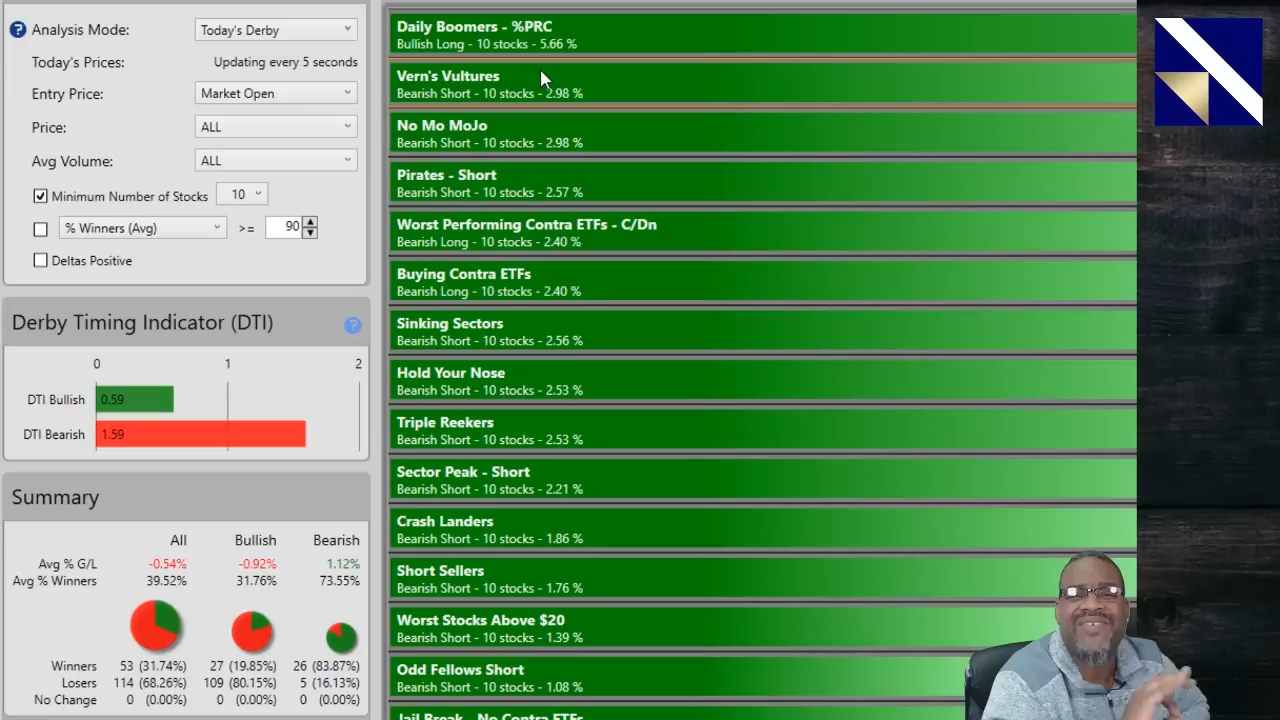 Analysis Mode: Today's Derby
Today's Prices: Updating every 5 seconds
Entry Price: Market Open
Price: ALL
Avg Volume: ALL
Minimum Number of Stocks 10
% Winners (Avg) >= 90
Deltas Positive
Derby Timing Indicator (DTI)
0 1 2
DTI Bullish 0.59
DTI Bearish 1.59
Summary
All Bullish Bearish
Avg % G/L -0.54% -0.92% 1.12%
Avg % Winners 39.52% 31.76% 73.55%
Winners 53 (31.74%) 27 (19.85%) 26 (83.87%)
Losers 114 (68.26%) 109 (80.15%) 5 (16.13%)
No Change 0 (0.00%) 0 (0.00%) 0 (0.00%)
Daily Boomers - %PRC
Bullish Long - 10 stocks - 5.66 %
Vern's Vultures
Bearish Short - 10 stocks - 2.98 %
No Mo MoJo
Bearish Short - 10 stocks - 2.98 %
Pirates - Short
Bearish Short - 10 stocks - 2.57 %
Worst Performing Contra ETFs - C/Dn
Bearish Long - 10 stocks - 2.40 %
Buying Contra ETFs
Bearish Long - 10 stocks - 2.40 %
Sinking Sectors
Bearish Short - 10 stocks - 2.56 %
Hold Your Nose
Bearish Short - 10 stocks - 2.53 %
Triple Reekers
Bearish Short - 10 stocks - 2.53 %
Sector Peak - Short
Bearish Short - 10 stocks - 2.21 %
Crash Landers
Bearish Short - 10 stocks - 1.86 %
Short Sellers
Bearish Short - 10 stocks - 1.76 %
Worst Stocks Above $20
Bearish Short - 10 stocks - 1.39 %
Odd Fellows Short
Bearish Short - 10 stocks - 1.08 %
Jail Break - No Contra ETFs